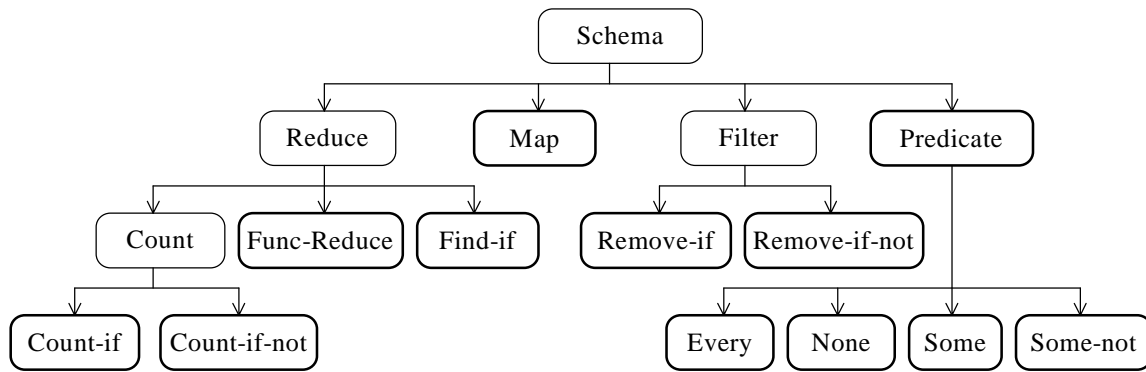 Schema
Reduce
Map
Filter
Predicate
Count
Func-Reduce
Find-if
Remove-if
Remove-if-not
Count-if
Count-if-not
Every
None
Some
Some-not